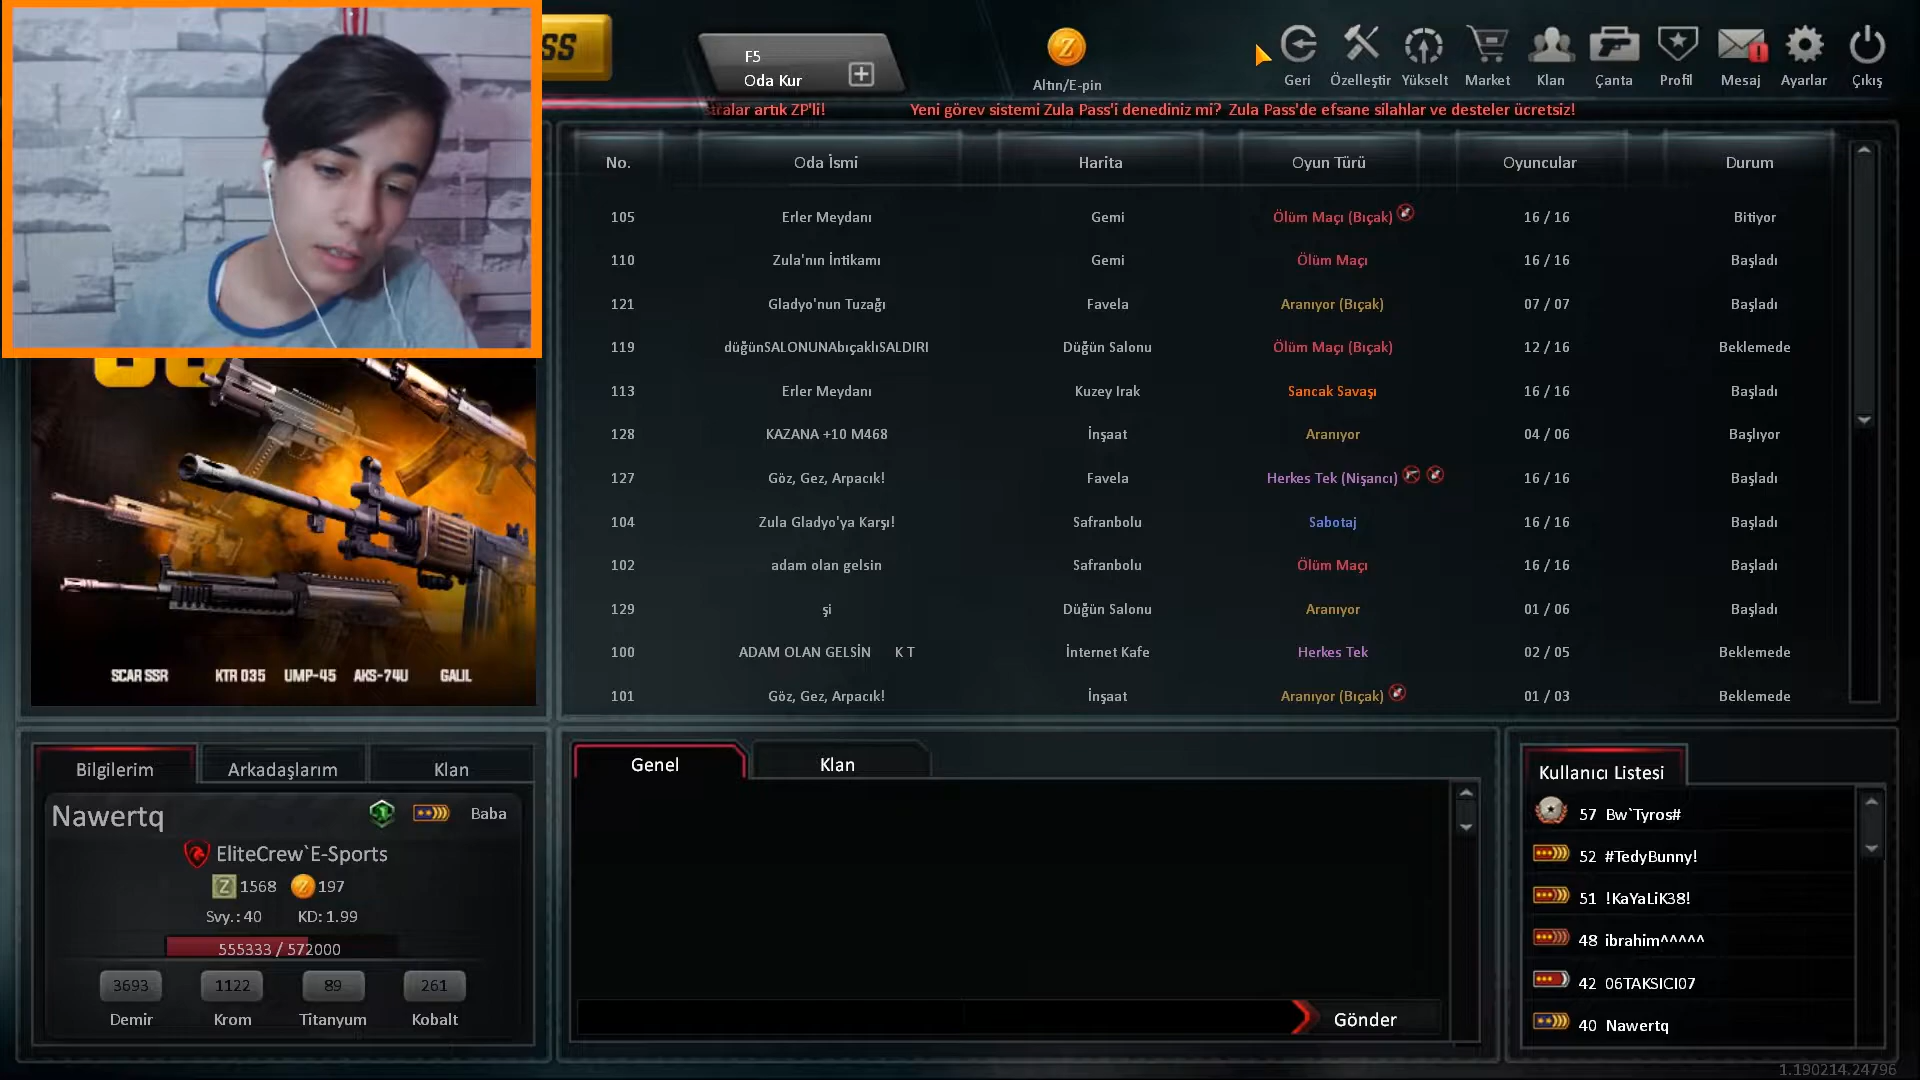 SS
F5
Oda Kur
Altın/E-pin
Geri
Özelleştir
Yükselt
Market
Klan
Çanta
Profil
Mesaj
Ayarlar
Çıkış
alar artık ZP'li! Yeni görev sistemi Zula Pass'i denediniz mi? Zula Pass'de efsane silahlar ve desteler ücretsiz!
No. Oda İsmi Harita Oyun Türü Oyuncular Durum
105 Erler Meydanı Gemi Ölüm Maçı (Bıçak) 16 / 16 Bitiyor
110 Zula'nın İntikamı Gemi Ölüm Maçı 16 / 16 Başladı
121 Gladyo'nun Tuzağı Favela Aranıyor (Bıçak) 07 / 07 Başladı
119 düğünSALONUNAbıçaklıSALDIRI Düğün Salonu Ölüm Maçı (Bıçak) 12 / 16 Beklemede
113 Erler Meydanı Kuzey Irak Sancak Savaşı 16 / 16 Başladı
128 KAZANA +10 M468 İnşaat Aranıyor 04 / 06 Başlıyor
127 Göz, Gez, Arpacık! Favela Herkes Tek (Nişancı) 16 / 16 Başladı
104 Zula Gladyo'ya Karşı! Safranbolu Sabotaj 16 / 16 Başladı
102 adam olan gelsin Safranbolu Ölüm Maçı 16 / 16 Başladı
129 şi Düğün Salonu Aranıyor 01 / 06 Başladı
100 ADAM OLAN GELSİN K T İnternet Kafe Herkes Tek 02 / 05 Beklemede
101 Göz, Gez, Arpacık! İnşaat Aranıyor (Bıçak) 01 / 03 Beklemede
SCAR SSR KTR 035 UMP-45 AKS-74U GALIL
Bilgilerim Arkadaşlarım Klan
Nawertq Baba
EliteCrew`E-Sports
Z 1568 Z 197
Svy.: 40 KD: 1.99
555333 / 572000
3693 1122 89 261
Demir Krom Titanyum Kobalt
Genel Klan
Gönder
Kullanıcı Listesi
57 Bw`Tyros#
52 #TedyBunny!
51 !KaYaLiK38!
48 ibrahim^^^^^
42 06TAKSICI07
40 Nawertq
1.190214.24796